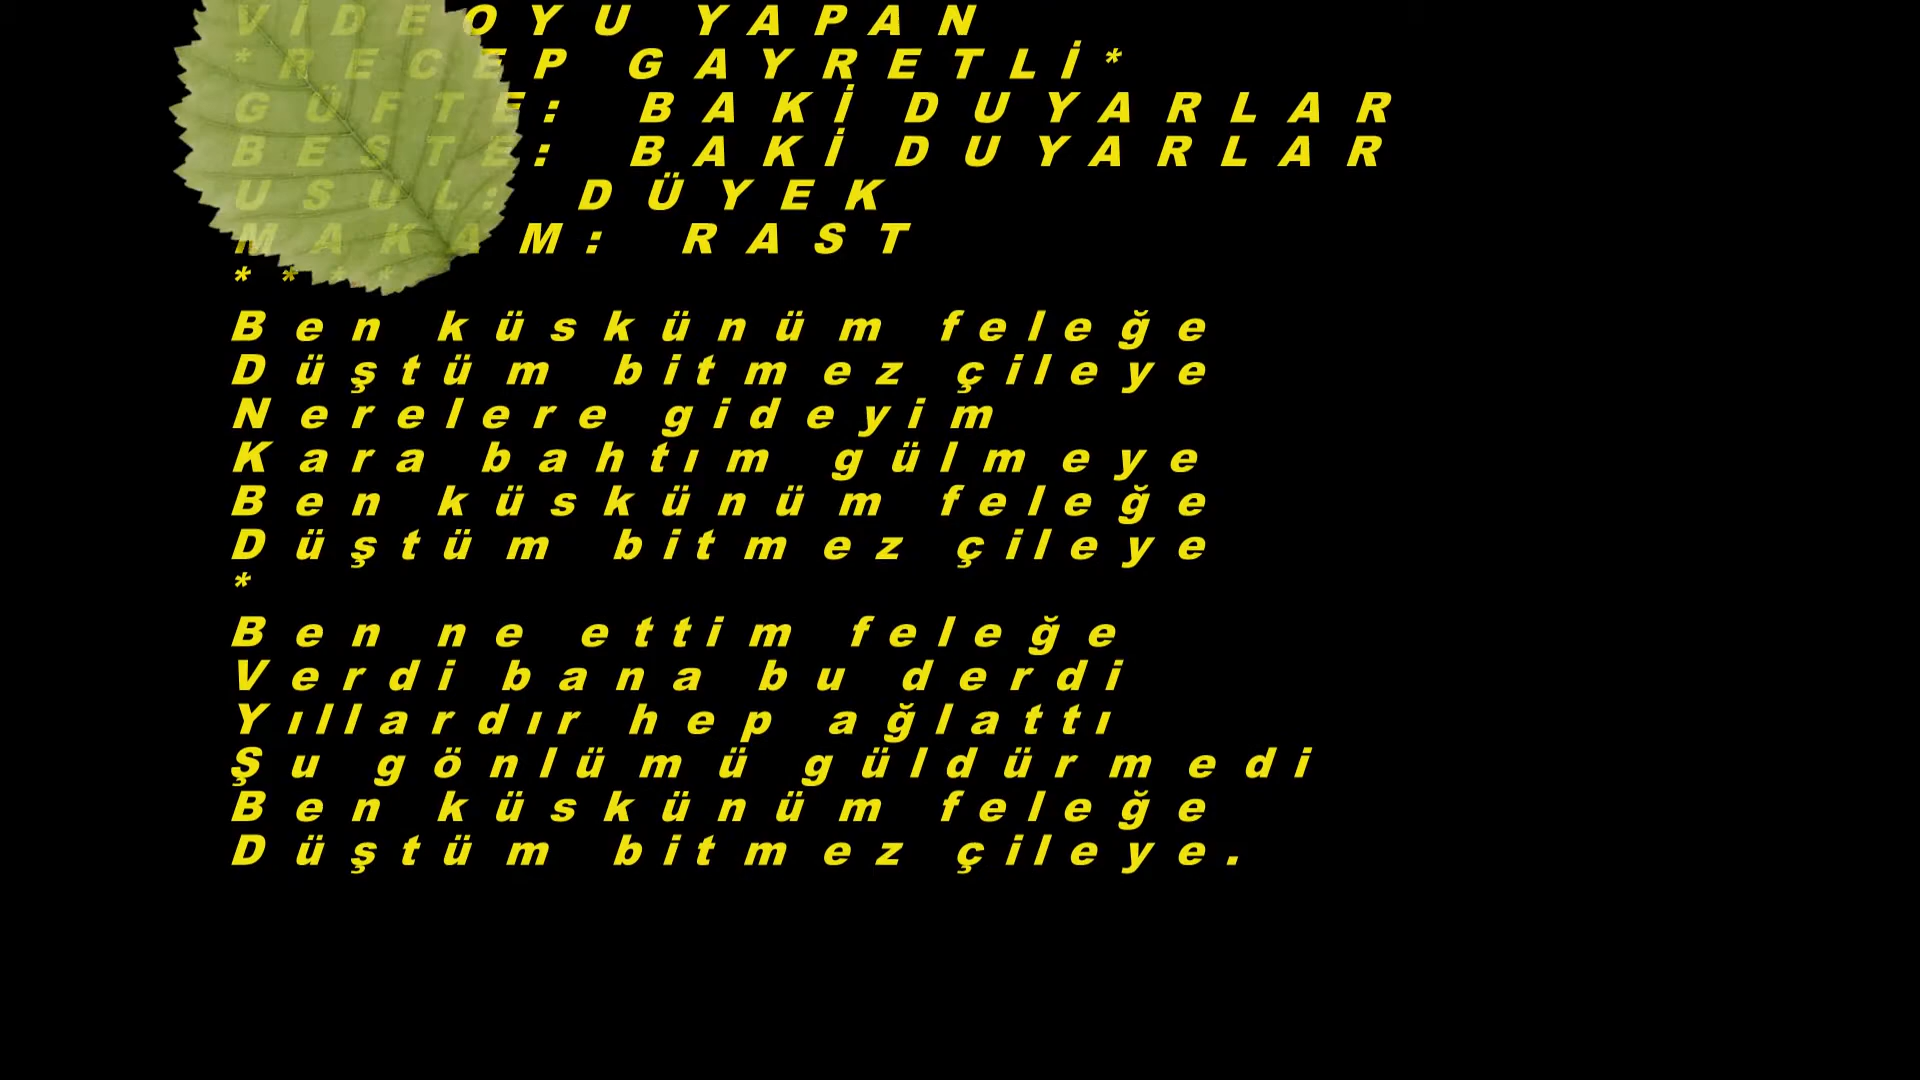 VİDEOYU YAPAN
*RECEP GAYRETLİ*
GÜFTE: BAKİ DUYARLAR
BESTE: BAKİ DUYARLAR
USUL: DÜYEK
MAKAM: RAST
****
Ben küskünüm feleğe
Düştüm bitmez çileye
Nerelere gideyim
Kara bahtım gülmeye
Ben küskünüm feleğe
Düştüm bitmez çileye
*
Ben ne ettim feleğe
Verdi bana bu derdi
Yıllardır hep ağlattı
Şu gönlümü güldürmedi
Ben küskünüm feleğe
Düştüm bitmez çileye.